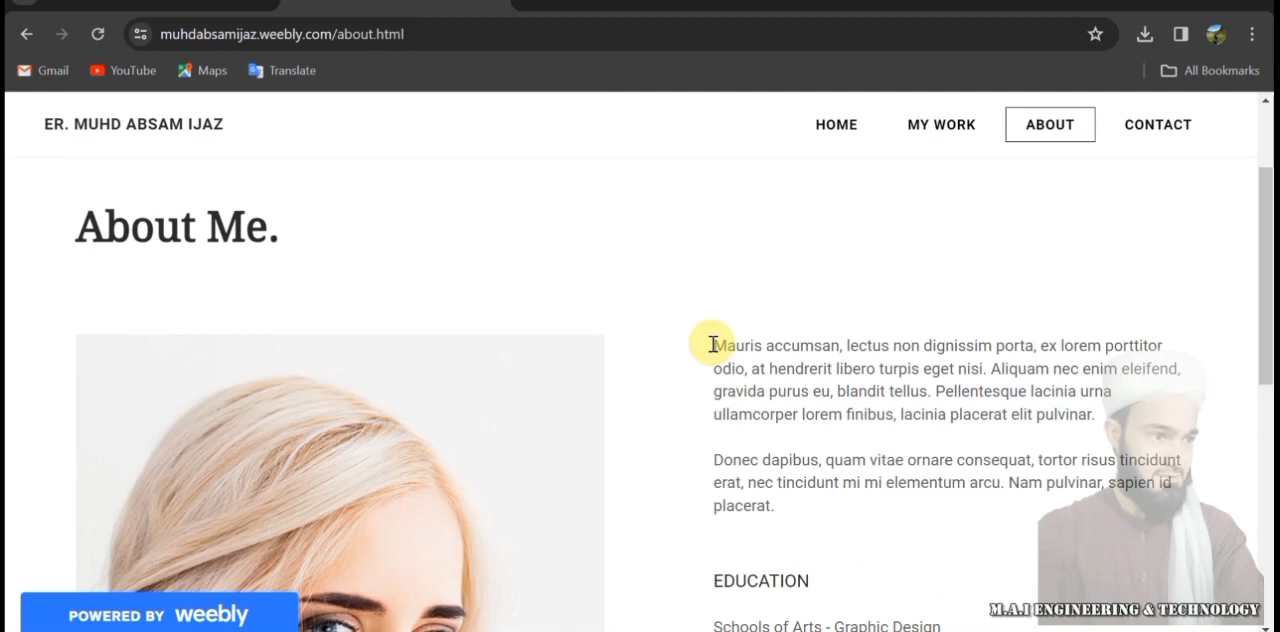 muhdabsamijaz.weebly.com/about.html
Gmail YouTube Maps Translate All Bookmarks
ER. MUHD ABSAM IJAZ HOME MY WORK ABOUT CONTACT
About Me.
Mauris accumsan, lectus non dignissim porta, ex lorem porttitor
odio, at hendrerit libero turpis eget nisi. Aliquam nec enim eleifend,
gravida purus eu, blandit tellus. Pellentesque lacinia urna
ullamcorper lorem finibus, lacinia placerat elit pulvinar.
Donec dapibus, quam vitae ornare consequat, tortor risus tincidunt
erat, nec tincidunt mi mi elementum arcu. Nam pulvinar, sapien id
placerat.
EDUCATION
Schools of Arts - Graphic Design
POWERED BY weebly
M.A.I ENGINEERING & TECHNOLOGY